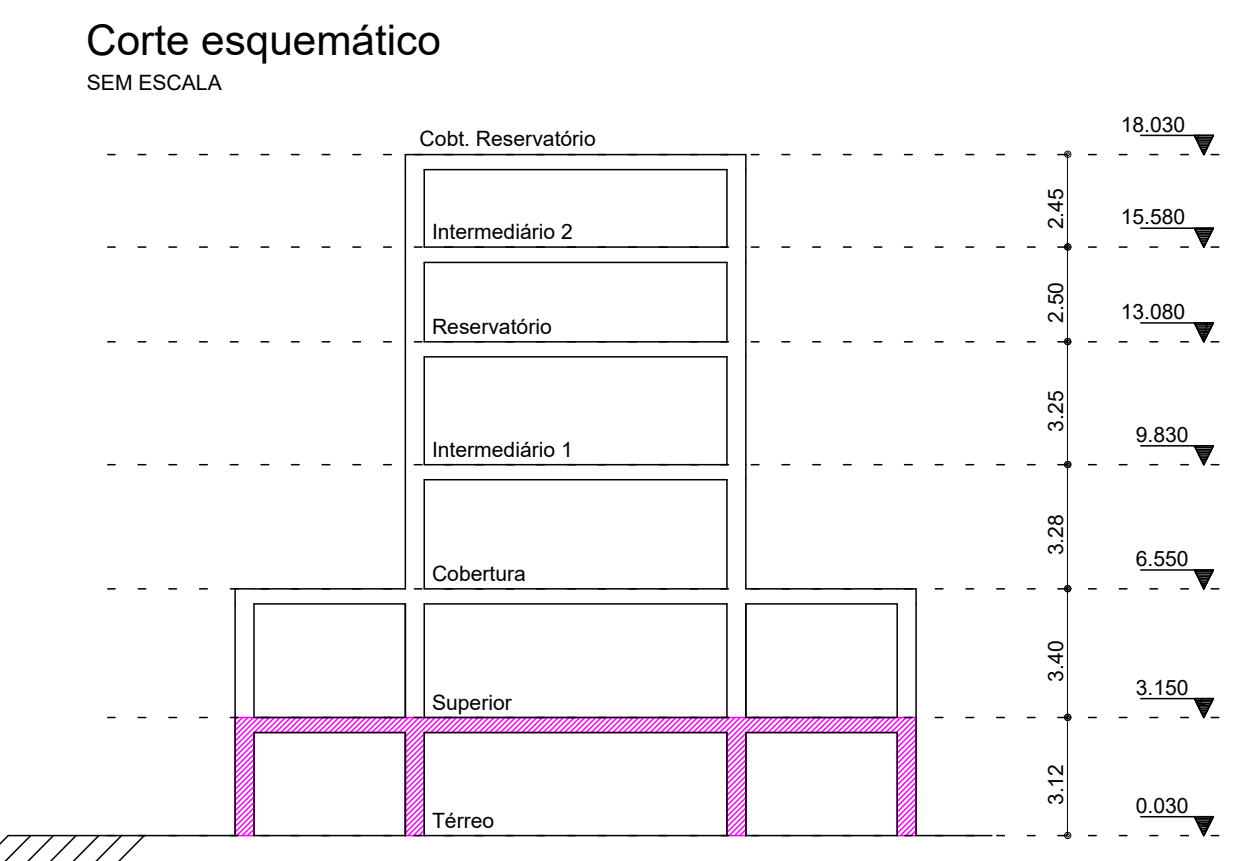 Corte esquemático
SEM ESCALA
18.030
Cobt. Reservatório
2.45
15.580
Intermediário 2
2.50
13.080
Reservatório
3.25
9.830
Intermediário 1
3.28
6.550
Cobertura
3.40
3.150
Superior
3.12
0.030
Térreo